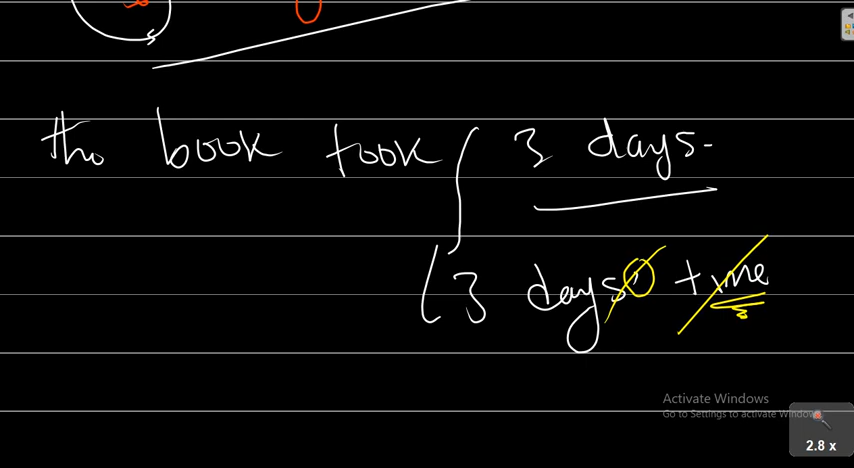 the book took 3 days.
3 days' time
Activate Windows
Go to Settings to activate Windows.
2.8 x